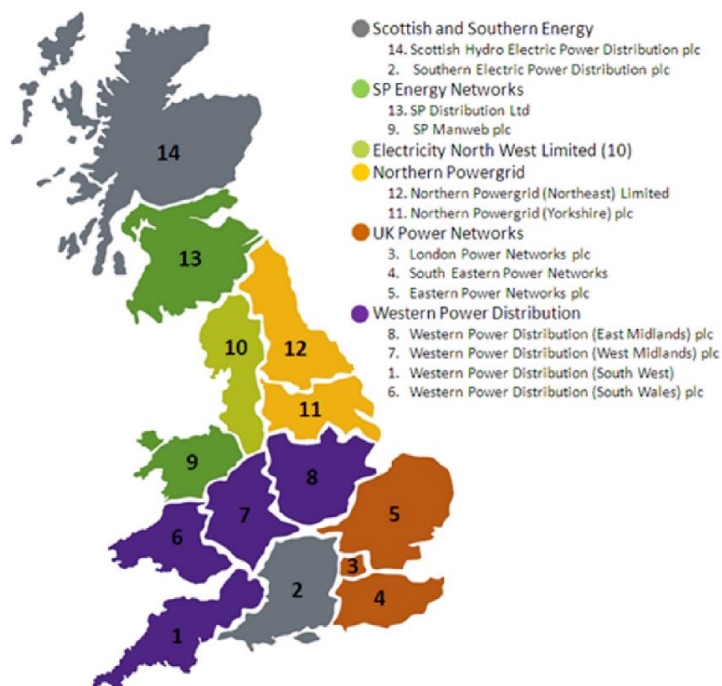 Scottish and Southern Energy
14. Scottish Hydro Electric Power Distribution plc
2. Southern Electric Power Distribution plc
SP Energy Networks
13. SP Distribution Ltd
9. SP Manweb plc
Electricity North West Limited (10)
Northern Powergrid
12. Northern Powergrid (Northeast) Limited
11. Northern Powergrid (Yorkshire) plc
UK Power Networks
3. London Power Networks plc
4. South Eastern Power Networks
5. Eastern Power Networks plc
Western Power Distribution
8. Western Power Distribution (East Midlands) plc
7. Western Power Distribution (West Midlands) plc
1. Western Power Distribution (South West)
6. Western Power Distribution (South Wales) plc
14
13
10
12
11
9
8
7
5
6
3
2
4
1